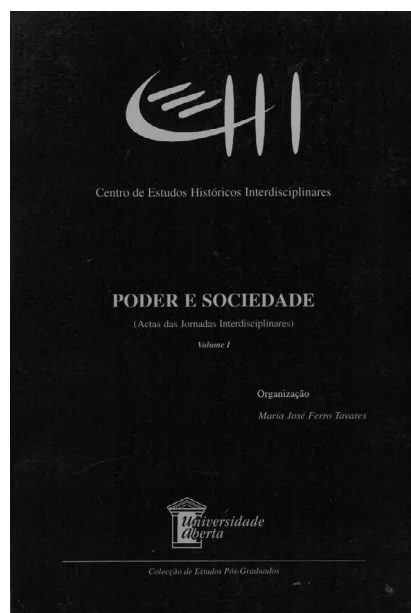 CEHI
Centro de Estudos Históricos Interdisciplinares
PODER E SOCIEDADE
(Actas das Jornadas Interdisciplinares)
Volume I
Organização
Maria José Ferro Tavares
Universidade
Aberta
Colecção de Estudos Pós-Graduados